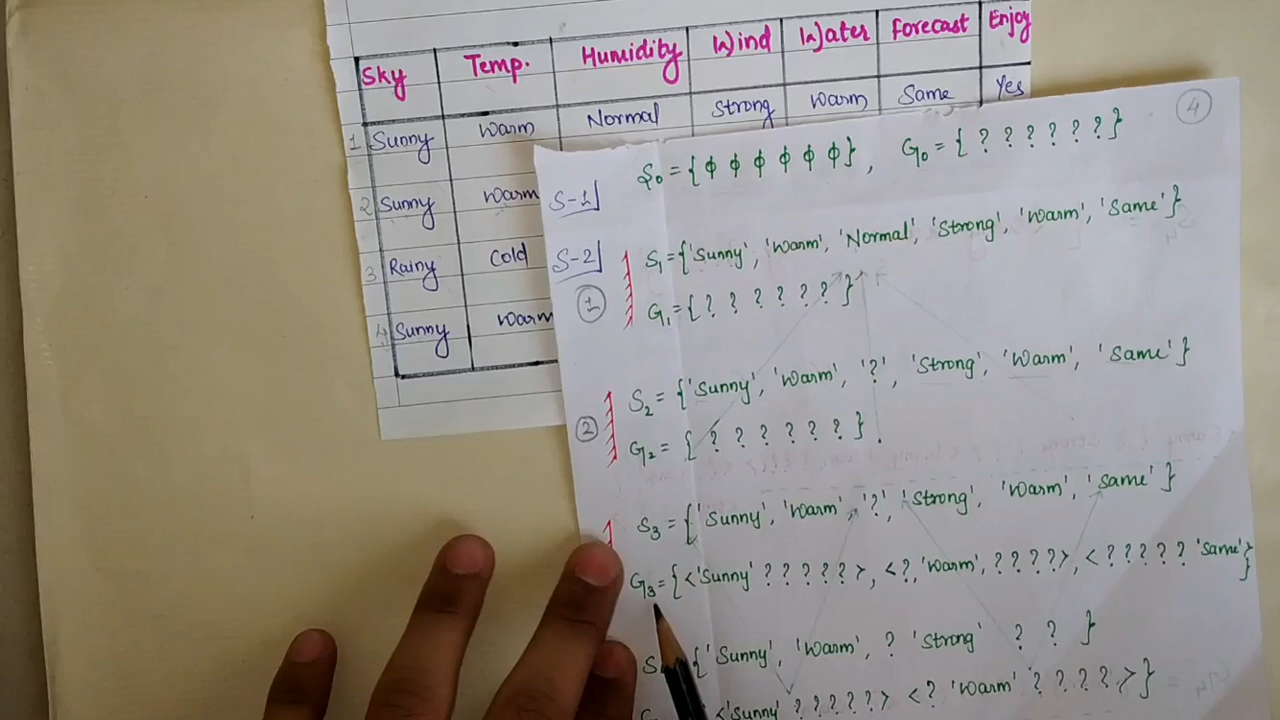 Sky Temp. Humidity Wind Water Forecast Enjoy
1 Sunny Warm Normal Strong Warm Same Yes
2 Sunny Warm
3 Rainy Cold
4 Sunny Warm
4
S0 = {ϕ ϕ ϕ ϕ ϕ ϕ}, G0 = {? ? ? ? ? ?}
S-1
S-2
S1 = {'Sunny', 'Warm', 'Normal', 'Strong', 'Warm', 'Same'}
1 G1 = {? ? ? ? ? ?}
S2 = {'Sunny', 'Warm', '?', 'Strong', 'Warm', 'Same'}
2 G2 = {? ? ? ? ? ?}
S3 = {'Sunny', 'Warm', '?', 'Strong', 'Warm', 'Same'}
G3 = {<'Sunny' ? ? ? ? ?>, <?, 'Warm', ? ? ? ?>, <? ? ? ? ? 'Same'}
S {'Sunny', 'Warm', ? 'Strong' ? ? }
<'Sunny' ? ? ? ? ?> <? 'Warm' ? ? ? ? >}